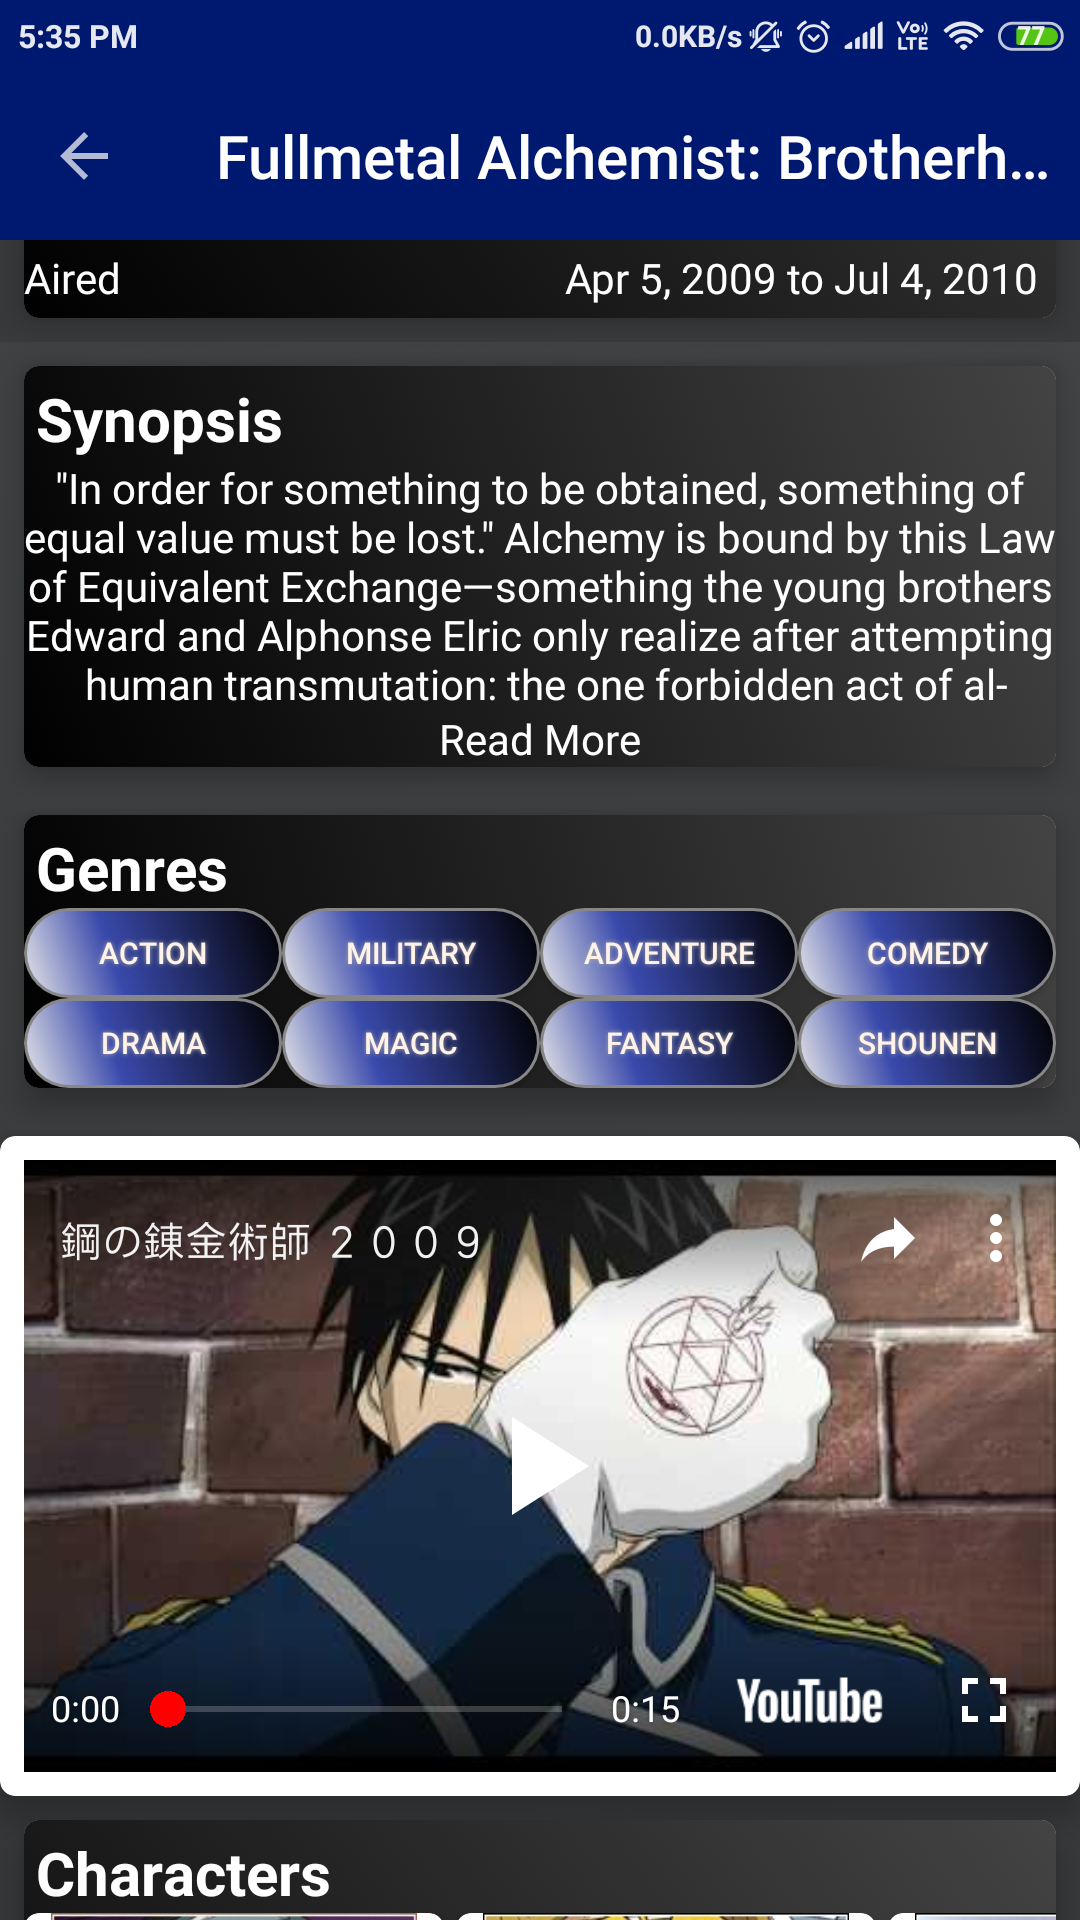 5:35 PM
0.0KB/s
Vo)) LTE
77
Fullmetal Alchemist: Brotherh...
Aired
Apr 5, 2009 to Jul 4, 2010
Synopsis
"In order for something to be obtained, something of
equal value must be lost." Alchemy is bound by this Law
of Equivalent Exchange—something the young brothers
Edward and Alphonse Elric only realize after attempting
human transmutation: the one forbidden act of al-
Read More
Genres
ACTION
MILITARY
ADVENTURE
COMEDY
DRAMA
MAGIC
FANTASY
SHOUNEN
鋼の錬金術師 ２００９
0:00
0:15
YouTube
Characters